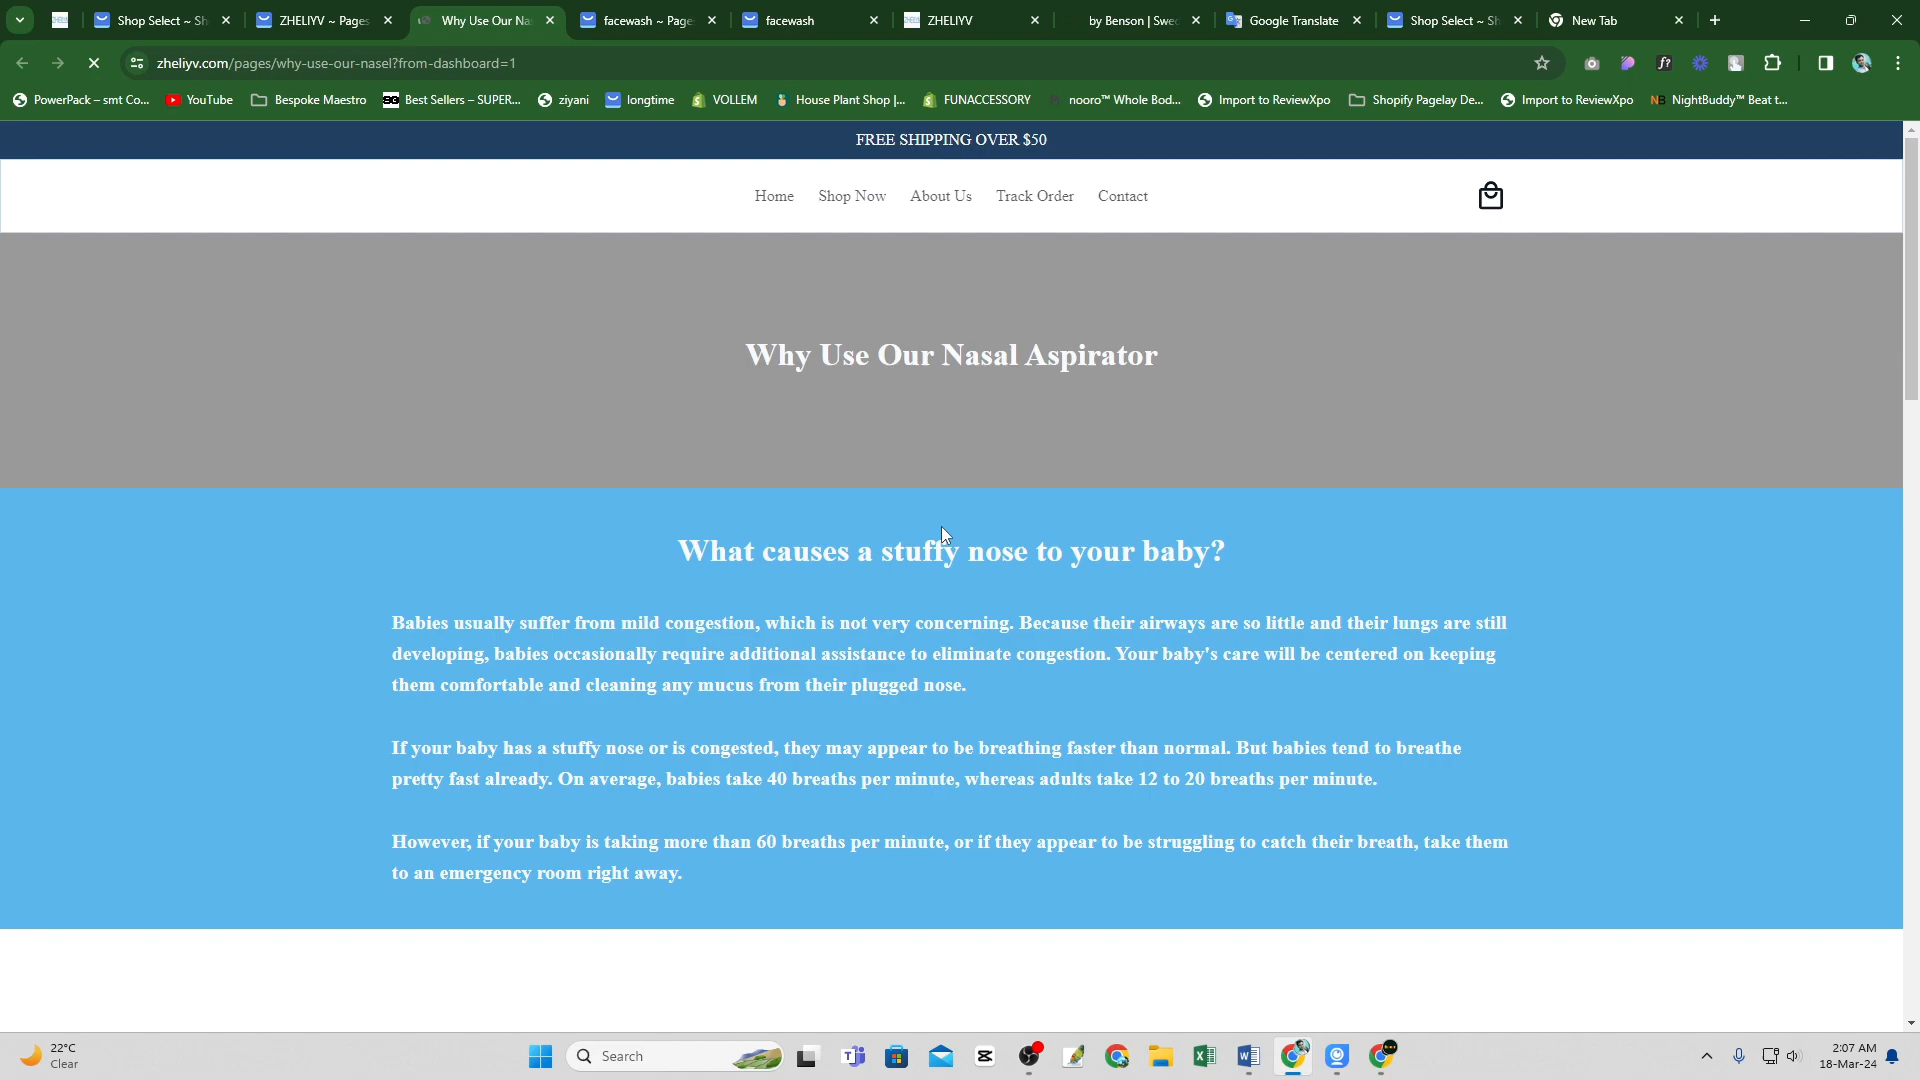 Shop Select ~ Sh
ZHELIYV ~ Pages
Why Use Our Na
facewash ~ Page
facewash
ZHELIYV
by Benson | Swe
Google Translate
Shop Select ~ Sh
New Tab
zheliyv.com/pages/why-use-our-nasel?from-dashboard=1
PowerPack – smt Co...
YouTube
Bespoke Maestro
Best Sellers – SUPER...
ziyani
longtime
VOLLEM
House Plant Shop |...
FUNACCESSORY
nooro™ Whole Bod...
Import to ReviewXpo
Shopify Pagelay De...
Import to ReviewXpo
NightBuddy™ Beat t...
FREE SHIPPING OVER $50
Home Shop Now About Us Track Order Contact
Why Use Our Nasal Aspirator
What causes a stuffy nose to your baby?
Babies usually suffer from mild congestion, which is not very concerning. Because their airways are so little and their lungs are still
developing, babies occasionally require additional assistance to eliminate congestion. Your baby's care will be centered on keeping
them comfortable and cleaning any mucus from their plugged nose.
If your baby has a stuffy nose or is congested, they may appear to be breathing faster than normal. But babies tend to breathe
pretty fast already. On average, babies take 40 breaths per minute, whereas adults take 12 to 20 breaths per minute.
However, if your baby is taking more than 60 breaths per minute, or if they appear to be struggling to catch their breath, take them
to an emergency room right away.
22°C
Clear
Search
2:07 AM
18-Mar-24